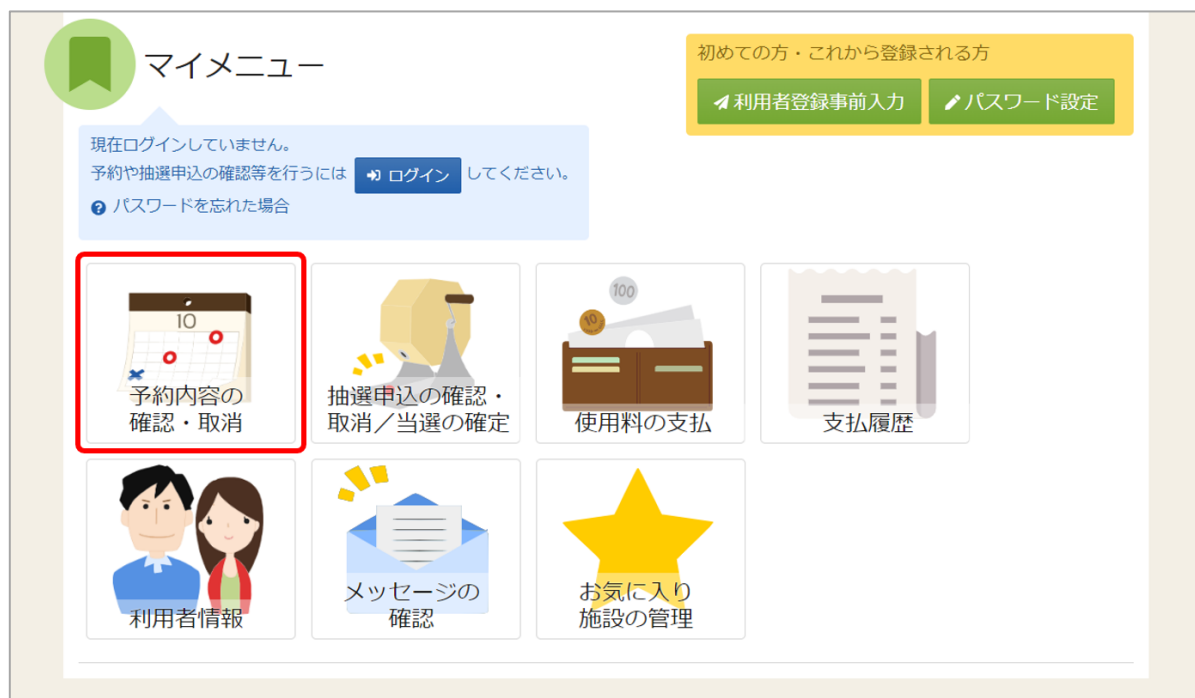 マイメニュー
初めての方・これから登録される方
利用者登録事前入力
パスワード設定
現在ログインしていません。
予約や抽選申込の確認等を行うには ログイン してください。
パスワードを忘れた場合
10
予約内容の
確認・取消
抽選申込の確認・
取消／当選の確定
100
10
使用料の支払
支払履歴
利用者情報
メッセージの
確認
お気に入り
施設の管理